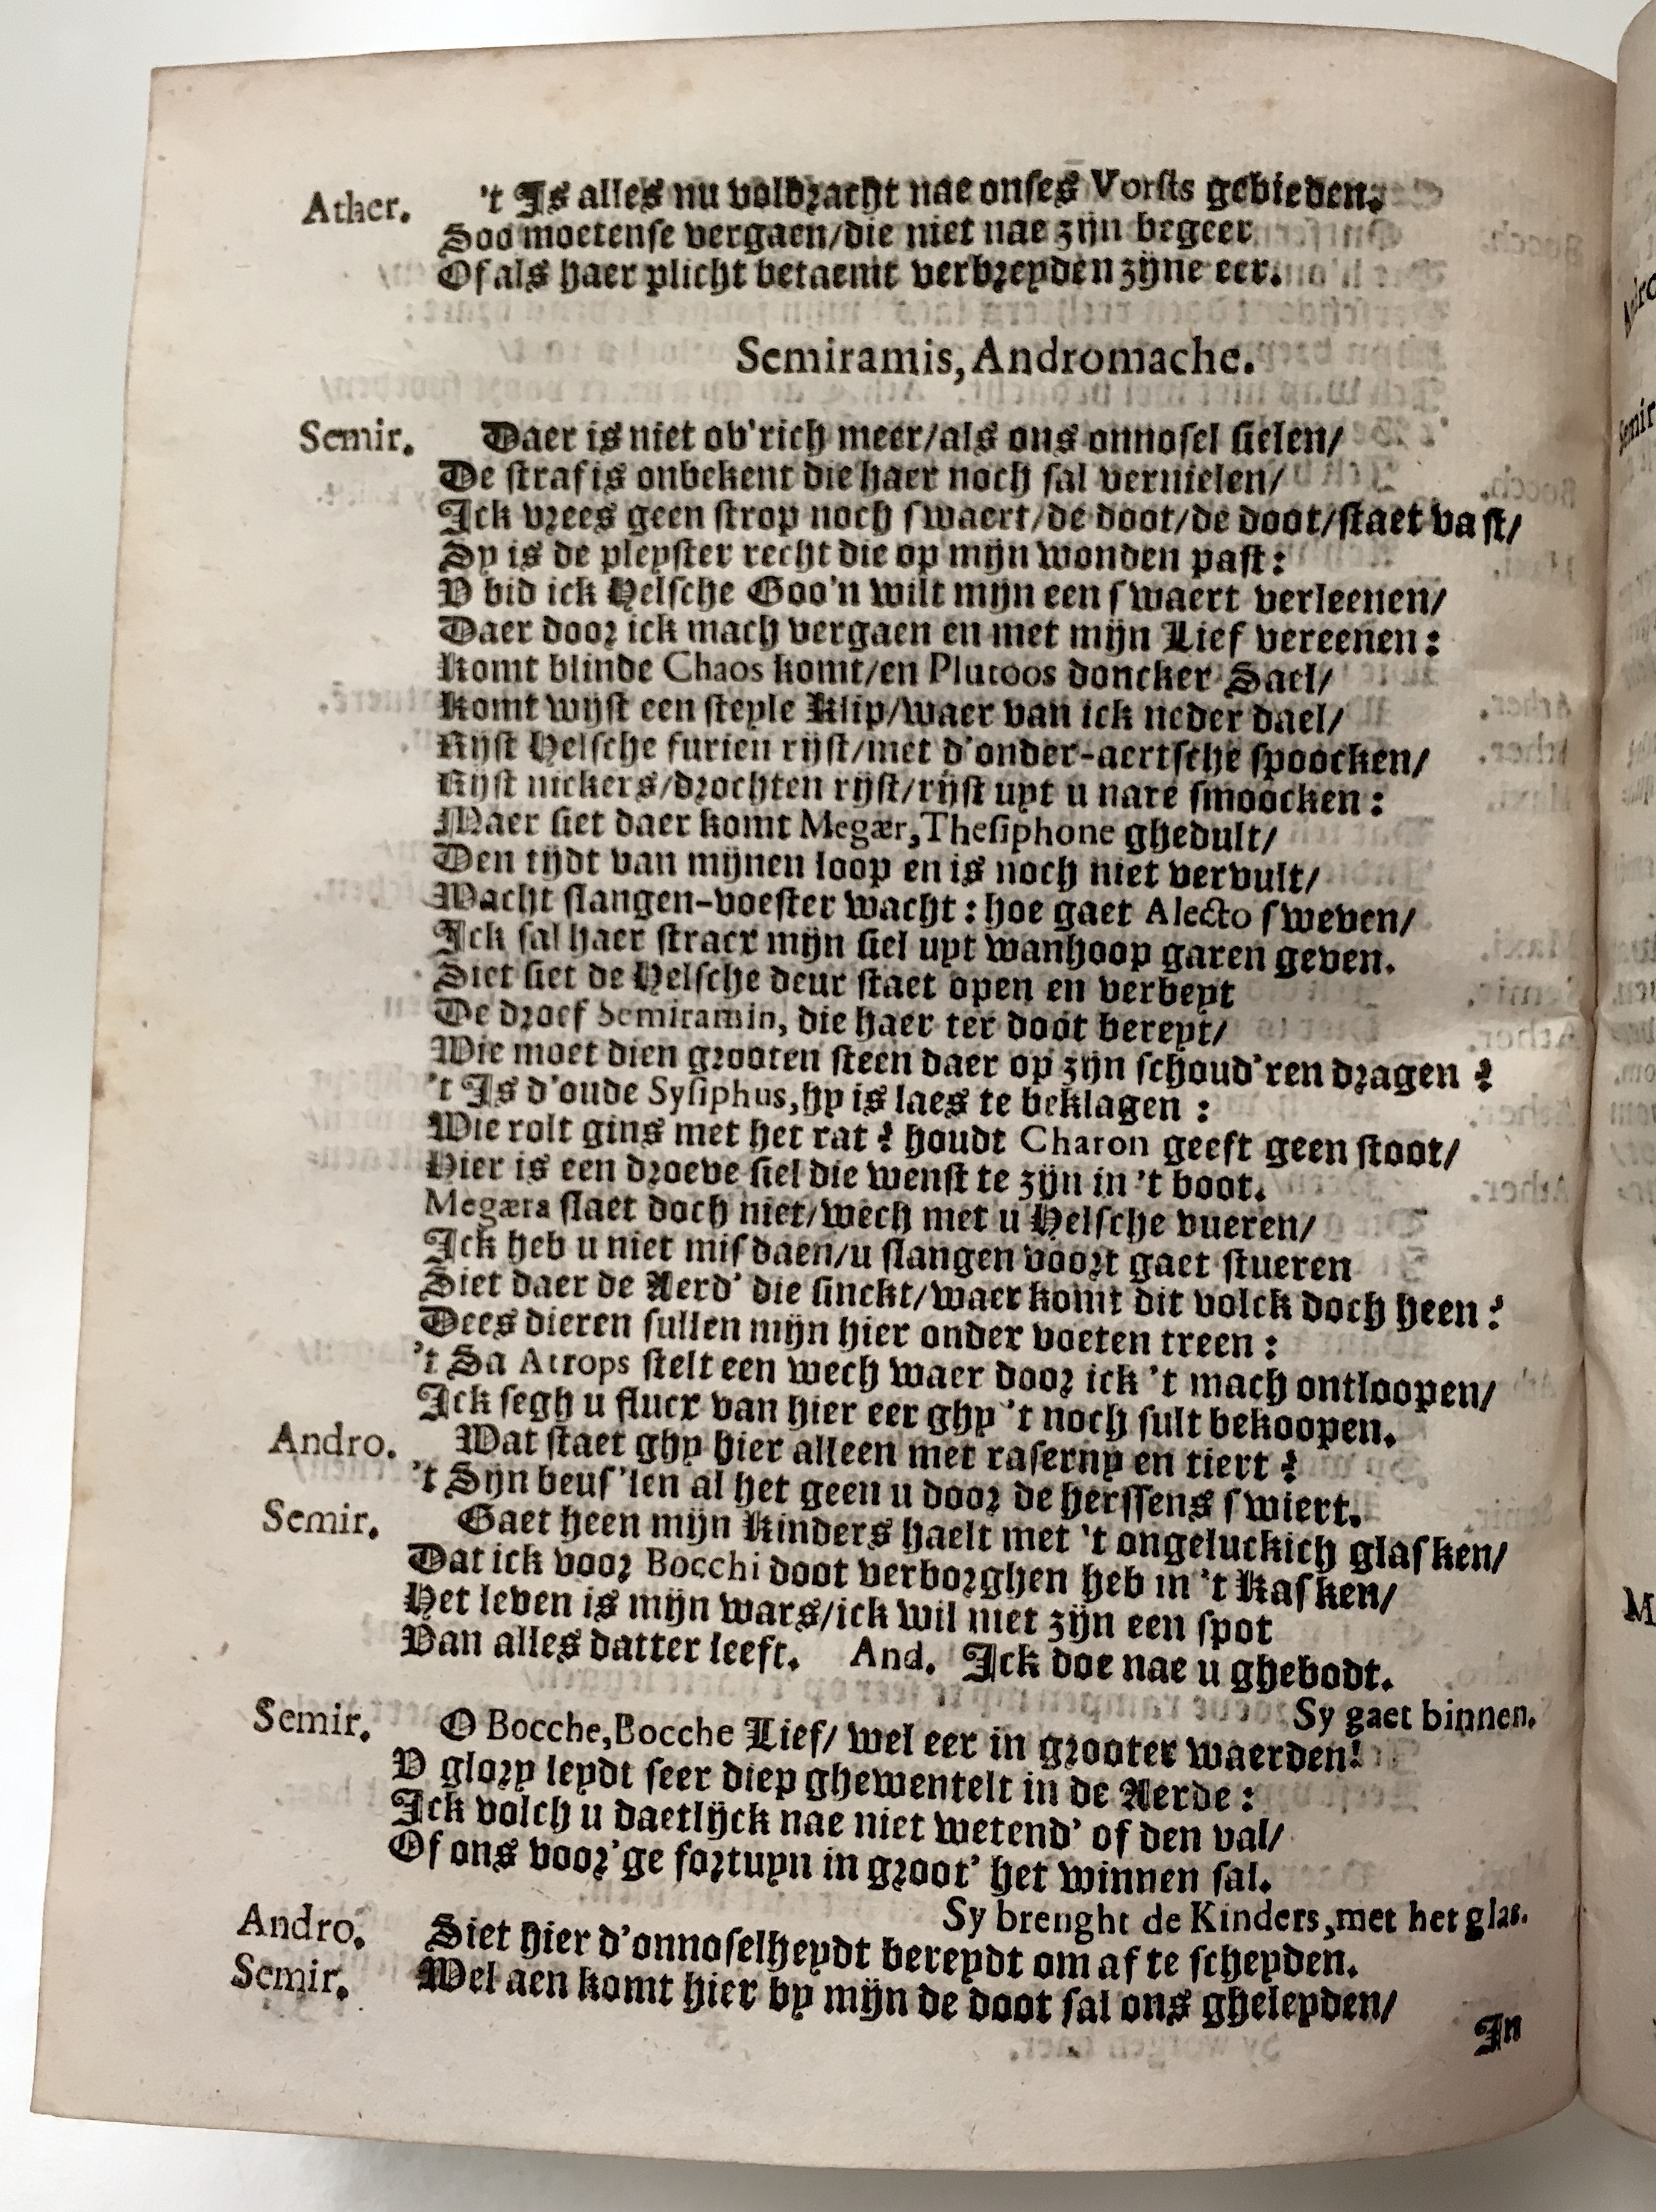 Ather. 't Is alles nu volbracht nae onses Vorsts gebieden.
Soo moetense vergaen/die niet nae zijn begeer
Of als haer plicht betaemt verbreyden zijne eer.
Semiramis, Andromache.
Semir. Daer is niet ov'rich meer/als ons onnosel sielen/
De straf is onbekent die haer noch sal vernielen/
Ick vrees geen strop noch swaert/de doot/de doot/staet vast/
Sy is de pleyster recht die op mijn wonden past:
V bid ick Helsche Goo'n wilt mijn een swaert verleenen/
Daer door ick mach vergaen en met mijn Lief vereenen:
Komt blinde Chaos komt/en Plutoos doncker Sael/
Komt wijst een steyle Klip/waer van ick neder dael/
Rijst Helsche furien rijst/met d'onder-aertsche spoocken/
Rijst nickers/drochten rijst/rijst uyt u nare smoocken:
Maer siet daer komt Megær, Thesiphone ghedult/
Den tijdt van mijnen loop en is noch niet vervult/
Wacht slangen-voester wacht: hoe gaet Alecto sweven/
Ick sal haer stracx mijn siel uyt wanhoop garen geven.
Siet siet de Helsche deur staet open en verbeyt
De droef Semiramin, die haer ter doot bereyt/
Wie moet dien grooten steen daer op zijn schoud'ren dragen?
't Is d'oude Sysiphus, hy is laes te beklagen:
Wie rolt gins met het rat? houdt Charon geeft geen stoot/
Hier is een droeve siel die wenst te zijn in 't boot.
Megæra slaet doch niet/wech met u Helsche vueren/
Ick heb u niet misdaen/u slangen voort gaet stueren
Siet daer de Aerd' die sinckt/waer komt dit volck doch heen?
Dees dieren sullen mijn hier onder voeten treen:
't Sa Atrops stelt een wech waer door ick 't mach ontloopen/
Ick segh u flucx van hier eer ghy 't noch sult bekoopen.
Andro. Wat staet ghy hier alleen met raserny en tiert?
't Sijn beus'len al het geen u door de herssens swiert.
Semir. Gaet heen mijn Kinders haelt met 't ongeluckich glasken/
Dat ick voor Bocchi doot verborghen heb in 't Kasken/
Het leven is mijn wars/ick wil niet zijn een spot
Van alles datter leeft. And. Ick doe nae u ghebodt.
Sy gaet binnen.
Semir. O Bocche, Bocche Lief/ wel eer in grooter waerden!
V glory leydt seer diep ghewentelt in de Aerde:
Ick volch u daetlijck nae niet wetend' of den val/
Of ons voor'ge fortuyn in groot' het winnen sal.
Sy brenght de Kinders, met het glas.
Andro. Siet hier d'onnoselheydt bereydt om af te scheyden.
Semir. Wel aen komt hier by mijn de doot sal ons gheleyden/
In